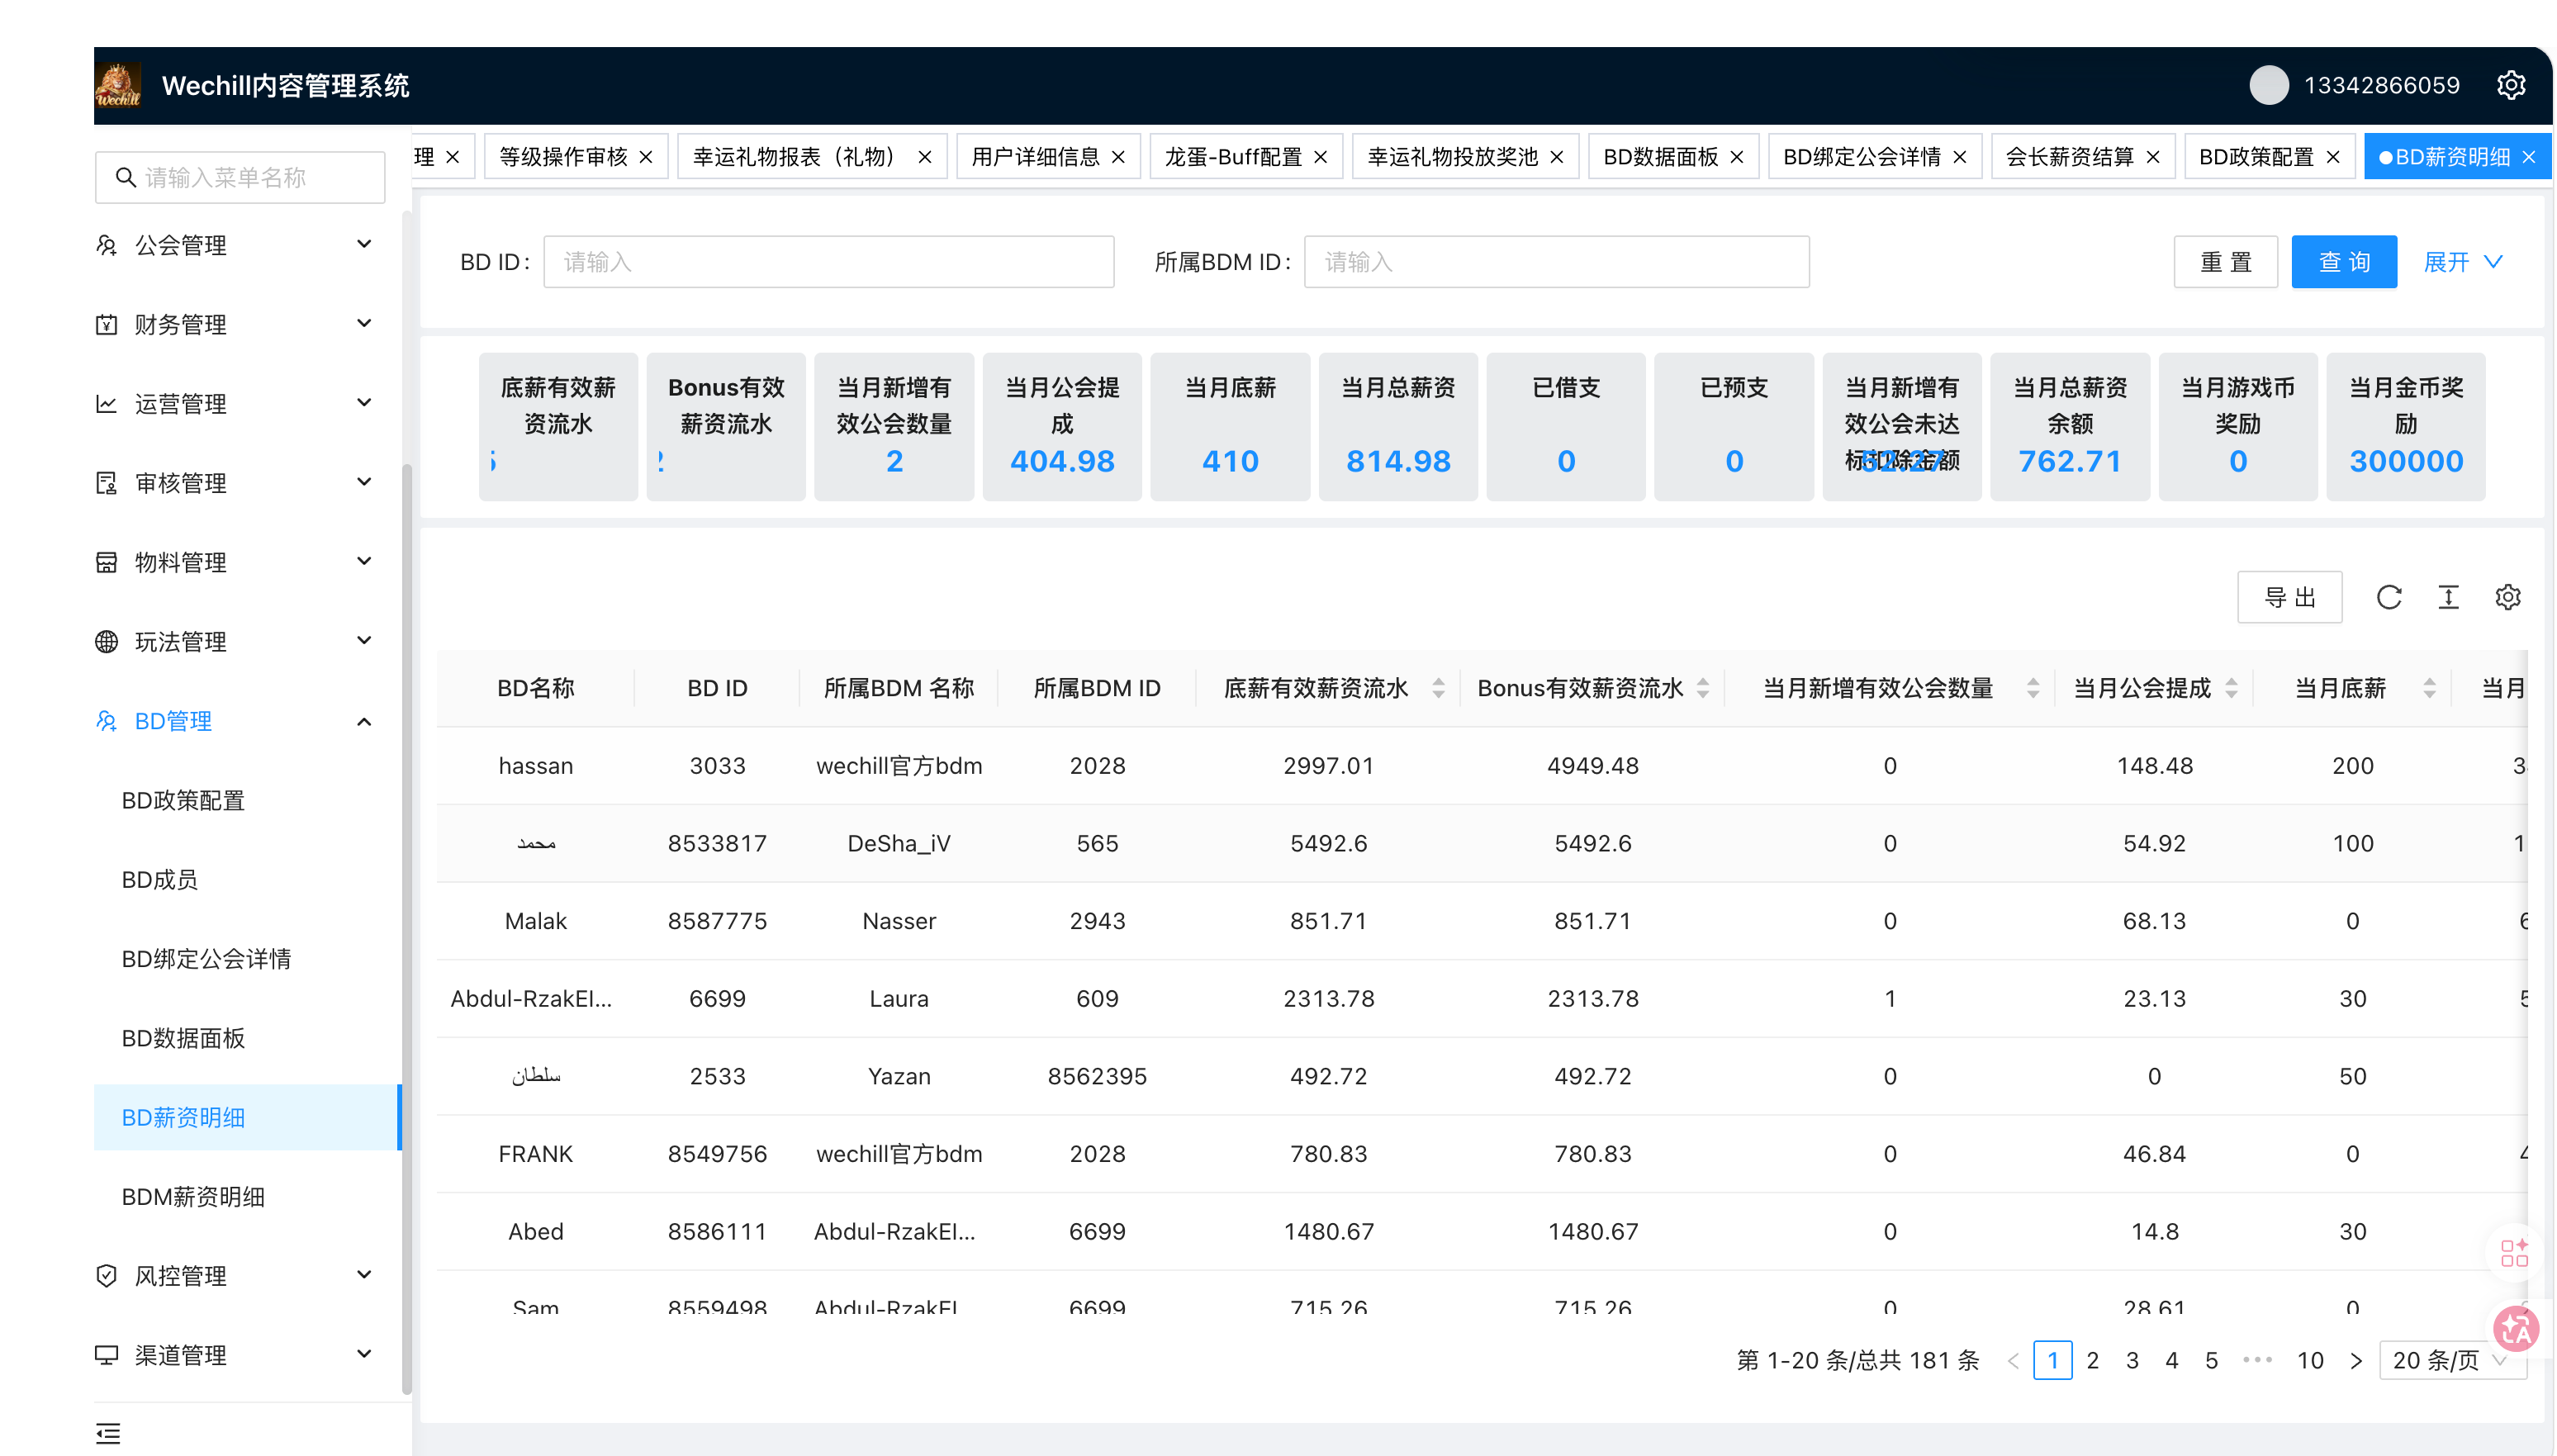 Wechill内容管理系统
13342866059
请输入菜单名称
理 等级操作审核 幸运礼物报表（礼物） 用户详细信息 龙蛋-Buff配置 幸运礼物投放奖池 BD数据面板 BD绑定公会详情 会长薪资结算 BD政策配置 BD薪资明细
公会管理
财务管理
运营管理
审核管理
物料管理
玩法管理
BD管理
BD政策配置
BD成员
BD绑定公会详情
BD数据面板
BD薪资明细
BDM薪资明细
风控管理
渠道管理
BD ID: 请输入 所属BDM ID: 请输入 重 置 查 询 展开
底薪有效薪
资流水
Bonus有效
薪资流水
当月新增有
效公会数量
2
当月公会提
成
404.98
当月底薪
410
当月总薪资
814.98
已借支
0
已预支
0
当月新增有
效公会未达
标扣除金额
52.27
当月总薪资
余额
762.71
当月游戏币
奖励
0
当月金币奖
励
300000
导 出
BD名称 BD ID 所属BDM 名称 所属BDM ID 底薪有效薪资流水 Bonus有效薪资流水 当月新增有效公会数量 当月公会提成 当月底薪 当月
hassan 3033 wechill官方bdm 2028 2997.01 4949.48 0 148.48 200
محمد 8533817 DeSha_iV 565 5492.6 5492.6 0 54.92 100
Malak 8587775 Nasser 2943 851.71 851.71 0 68.13 0
Abdul-RzakEI... 6699 Laura 609 2313.78 2313.78 1 23.13 30
سلطان 2533 Yazan 8562395 492.72 492.72 0 0 50
FRANK 8549756 wechill官方bdm 2028 780.83 780.83 0 46.84 0
Abed 8586111 Abdul-RzakEI... 6699 1480.67 1480.67 0 14.8 30
Sam 8559498 Abdul-RzakEI 6699 715.26 715.26 0 28.61 0
第 1-20 条/总共 181 条 1 2 3 4 5 ••• 10 20 条/页